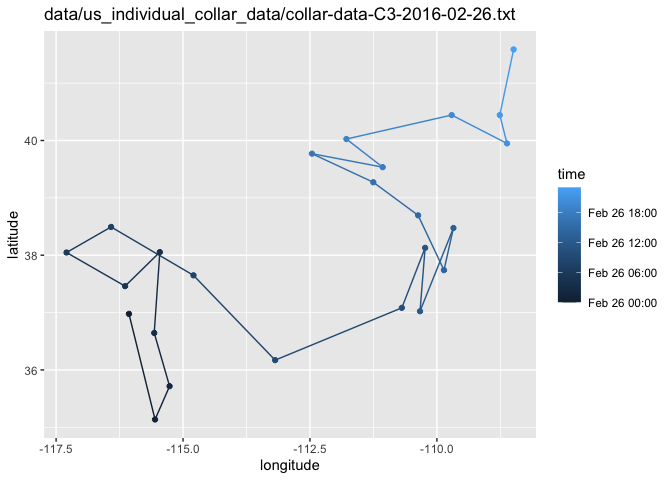 data/us_individual_collar_data/collar-data-C3-2016-02-26.txt
40
38
36
latitude
-117.5
-115.0
-112.5
-110.0
longitude
time
Feb 26 18:00
Feb 26 12:00
Feb 26 06:00
Feb 26 00:00